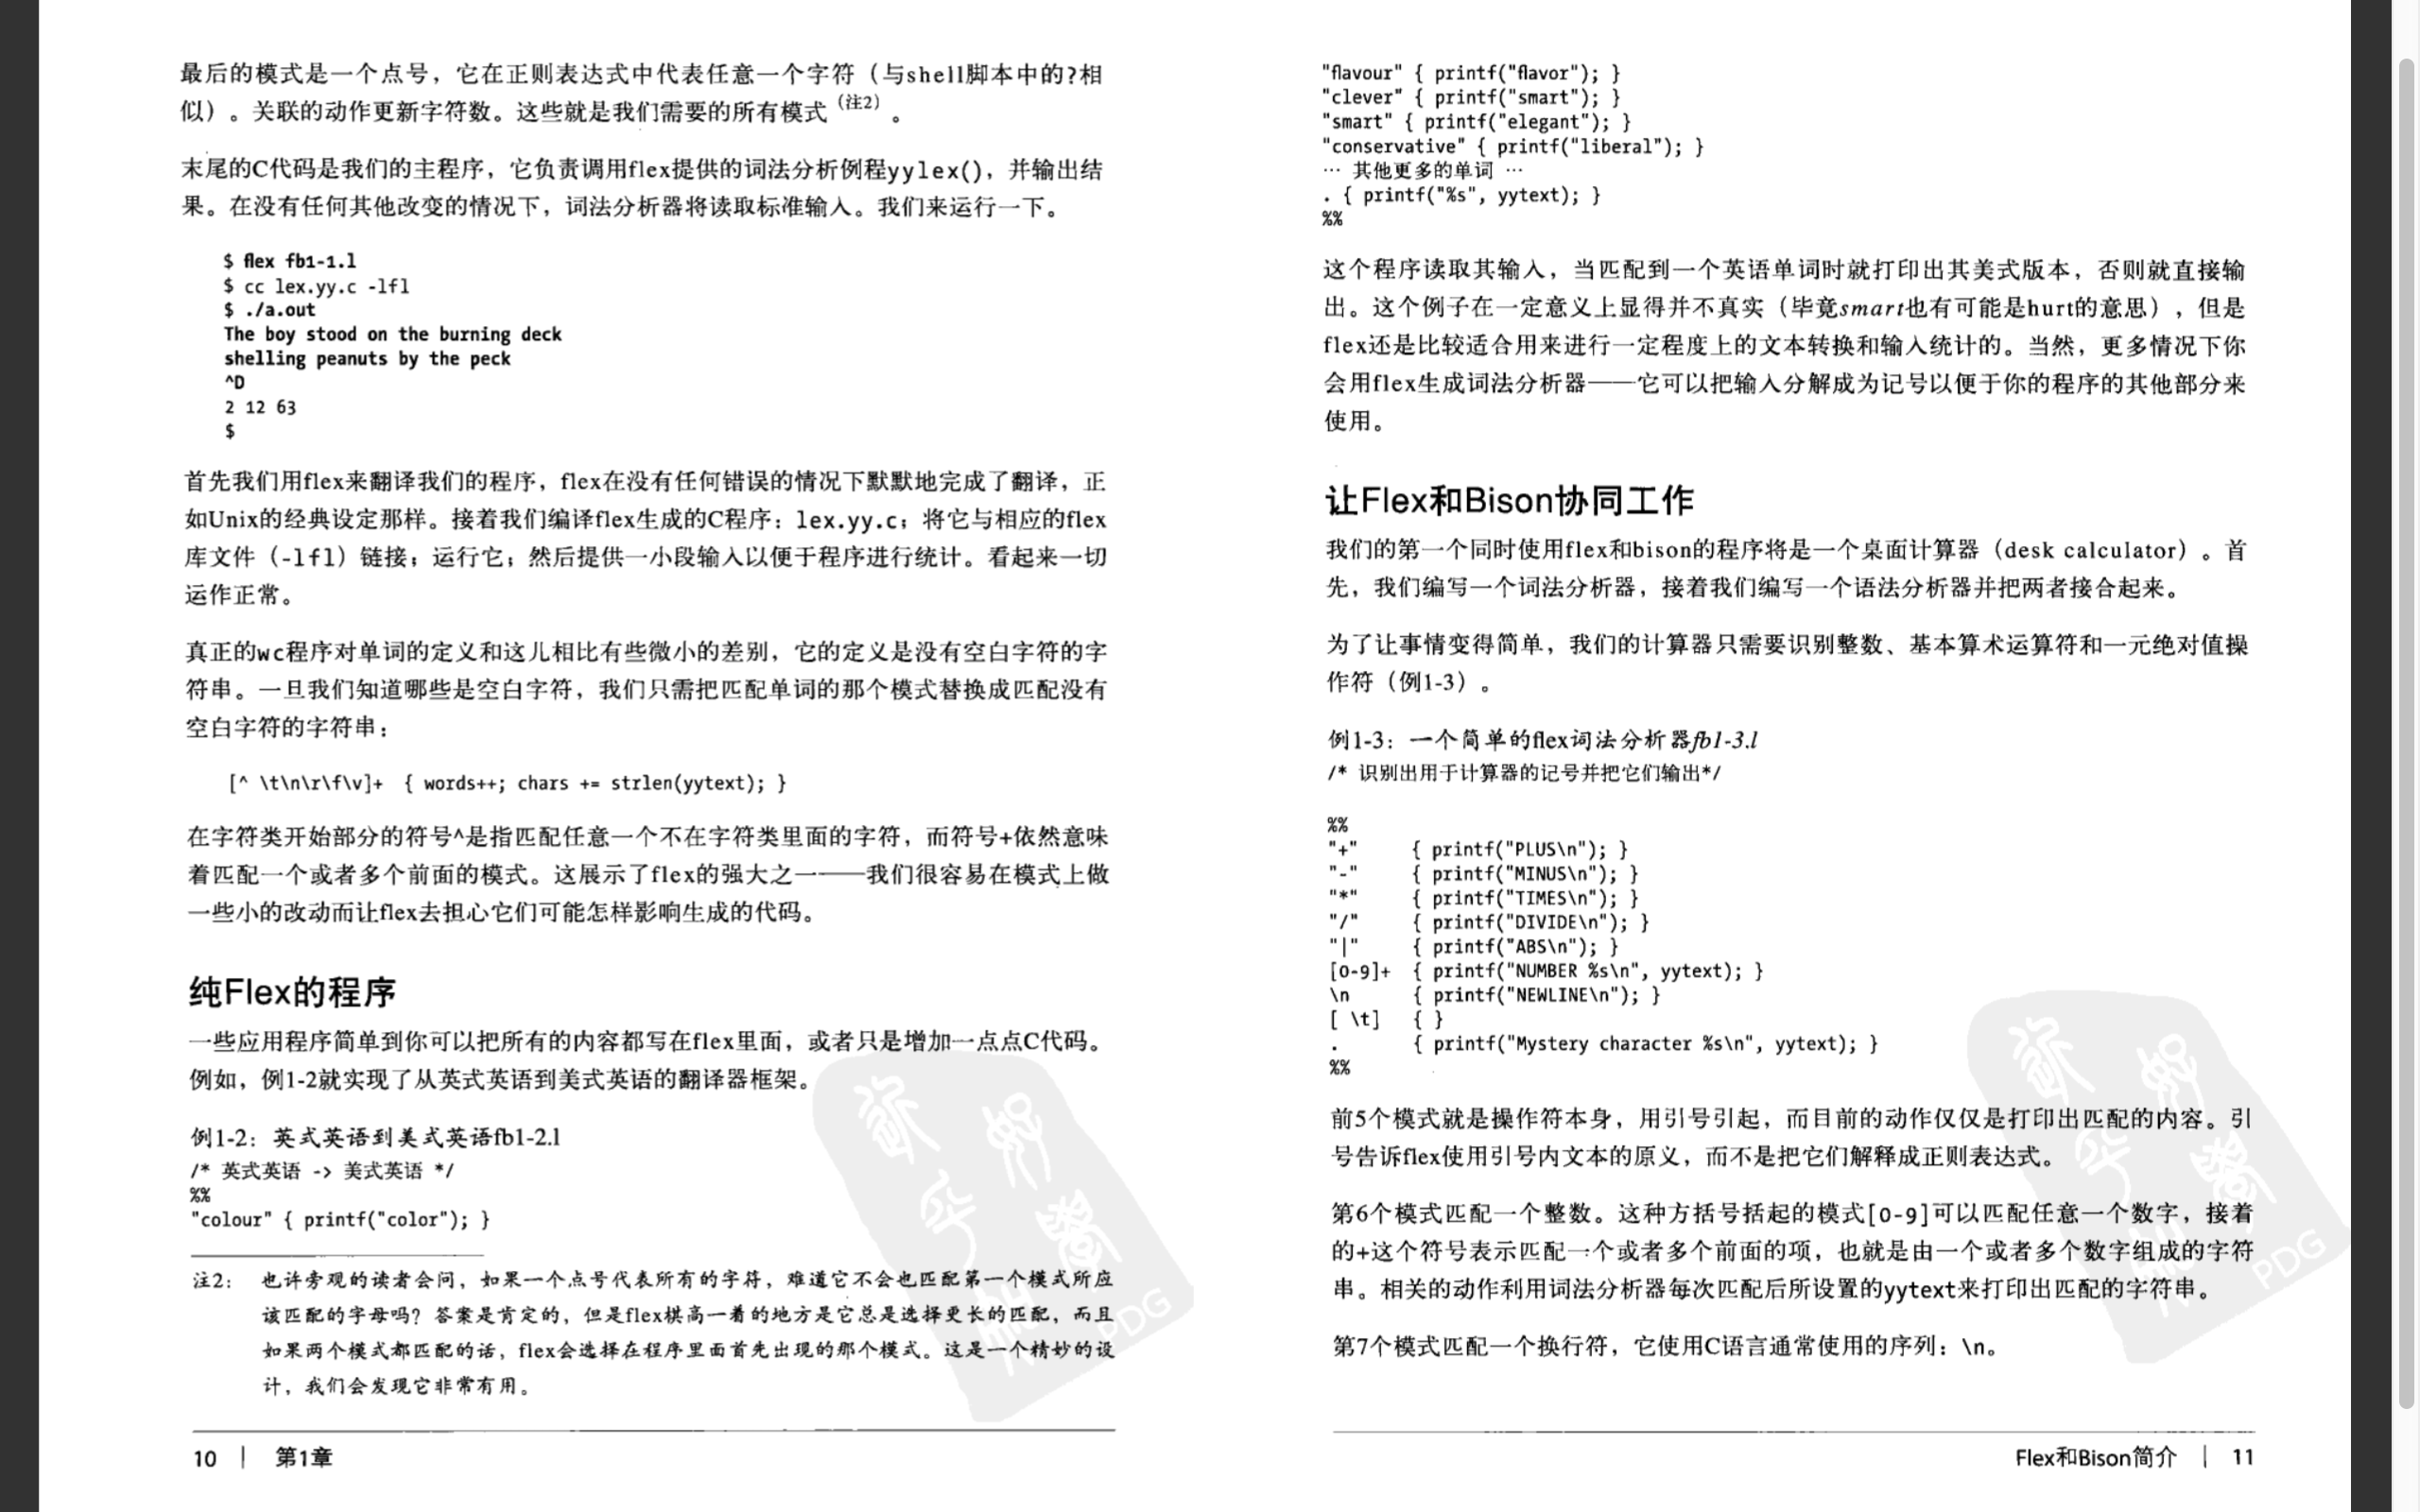 最后的模式是一个点号，它在正则表达式中代表任意一个字符（与shell脚本中的?相
似）。关联的动作更新字符数。这些就是我们需要的所有模式（注2）。
末尾的C代码是我们的主程序，它负责调用flex提供的词法分析例程yylex()，并输出结
果。在没有任何其他改变的情况下，词法分析器将读取标准输入。我们来运行一下。
$ flex fb1-1.l
$ cc lex.yy.c -lfl
$ ./a.out
The boy stood on the burning deck
shelling peanuts by the peck
^D
2 12 63
$
首先我们用flex来翻译我们的程序，flex在没有任何错误的情况下默默地完成了翻译，正
如Unix的经典设定那样。接着我们编译flex生成的C程序：lex.yy.c；将它与相应的flex
库文件（-lfl）链接；运行它；然后提供一小段输入以便于程序进行统计。看起来一切
运作正常。
真正的wc程序对单词的定义和这儿相比有些微小的差别，它的定义是没有空白字符的字
符串。一旦我们知道哪些是空白字符，我们只需把匹配单词的那个模式替换成匹配没有
空白字符的字符串：
[^ \t\n\r\f\v]+ { words++; chars += strlen(yytext); }
在字符类开始部分的符号^是指匹配任意一个不在字符类里面的字符，而符号+依然意味
着匹配一个或者多个前面的模式。这展示了flex的强大之一——我们很容易在模式上做
一些小的改动而让flex去担心它们可能怎样影响生成的代码。
纯Flex的程序
一些应用程序简单到你可以把所有的内容都写在flex里面，或者只是增加一点点C代码。
例如，例1-2就实现了从英式英语到美式英语的翻译器框架。
例1-2：英式英语到美式英语fb1-2.l
/* 英式英语 -> 美式英语 */
%%
"colour" { printf("color"); }
注2： 也许旁观的读者会问，如果一个点号代表所有的字符，难道它不会也匹配第一个模式所应
该匹配的字母吗？答案是肯定的，但是flex棋高一着的地方是它总是选择更长的匹配，而且
如果两个模式都匹配的话，flex会选择在程序里面首先出现的那个模式。这是一个精妙的设
计，我们会发现它非常有用。
10 | 第1章
"flavour" { printf("flavor"); }
"clever" { printf("smart"); }
"smart" { printf("elegant"); }
"conservative" { printf("liberal"); }
… 其他更多的单词 …
. { printf("%s", yytext); }
%%
这个程序读取其输入，当匹配到一个英语单词时就打印出其美式版本，否则就直接输
出。这个例子在一定意义上显得并不真实（毕竟smart也有可能是hurt的意思），但是
flex还是比较适合用来进行一定程度上的文本转换和输入统计的。当然，更多情况下你
会用flex生成词法分析器——它可以把输入分解成为记号以便于你的程序的其他部分来
使用。
让Flex和Bison协同工作
我们的第一个同时使用flex和bison的程序将是一个桌面计算器（desk calculator）。首
先，我们编写一个词法分析器，接着我们编写一个语法分析器并把两者接合起来。
为了让事情变得简单，我们的计算器只需要识别整数、基本算术运算符和一元绝对值操
作符（例1-3）。
例1-3：一个简单的flex词法分析器fb1-3.l
/* 识别出用于计算器的记号并把它们输出*/
%%
"+" { printf("PLUS\n"); }
"-" { printf("MINUS\n"); }
"*" { printf("TIMES\n"); }
"/" { printf("DIVIDE\n"); }
"|" { printf("ABS\n"); }
[0-9]+ { printf("NUMBER %s\n", yytext); }
\n { printf("NEWLINE\n"); }
[ \t] { }
. { printf("Mystery character %s\n", yytext); }
%%
前5个模式就是操作符本身，用引号引起，而目前的动作仅仅是打印出匹配的内容。引
号告诉flex使用引号内文本的原义，而不是把它们解释成正则表达式。
第6个模式匹配一个整数。这种方括号括起的模式[0-9]可以匹配任意一个数字，接着
的+这个符号表示匹配一个或者多个前面的项，也就是由一个或者多个数字组成的字符
串。相关的动作利用词法分析器每次匹配后所设置的yytext来打印出匹配的字符串。
第7个模式匹配一个换行符，它使用C语言通常使用的序列：\n。
Flex和Bison简介 | 11
PDG
PDG